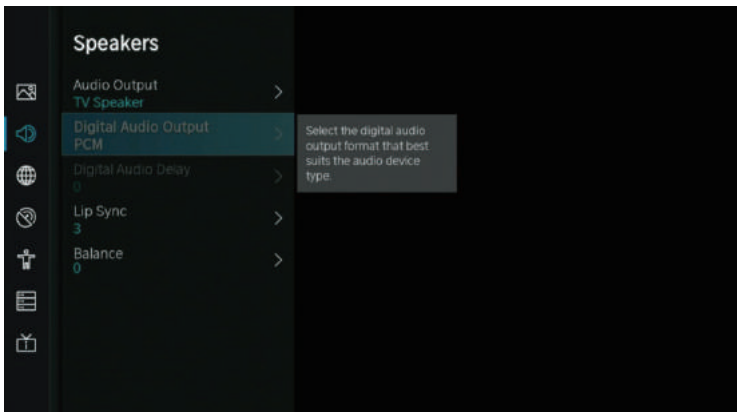 Speakers
Audio Output
TV Speaker
Digital Audio Output
PCM
Select the digital audio
output format that best
suits the audio device
type.
Digital Audio Delay
0
Lip Sync
3
Balance
0